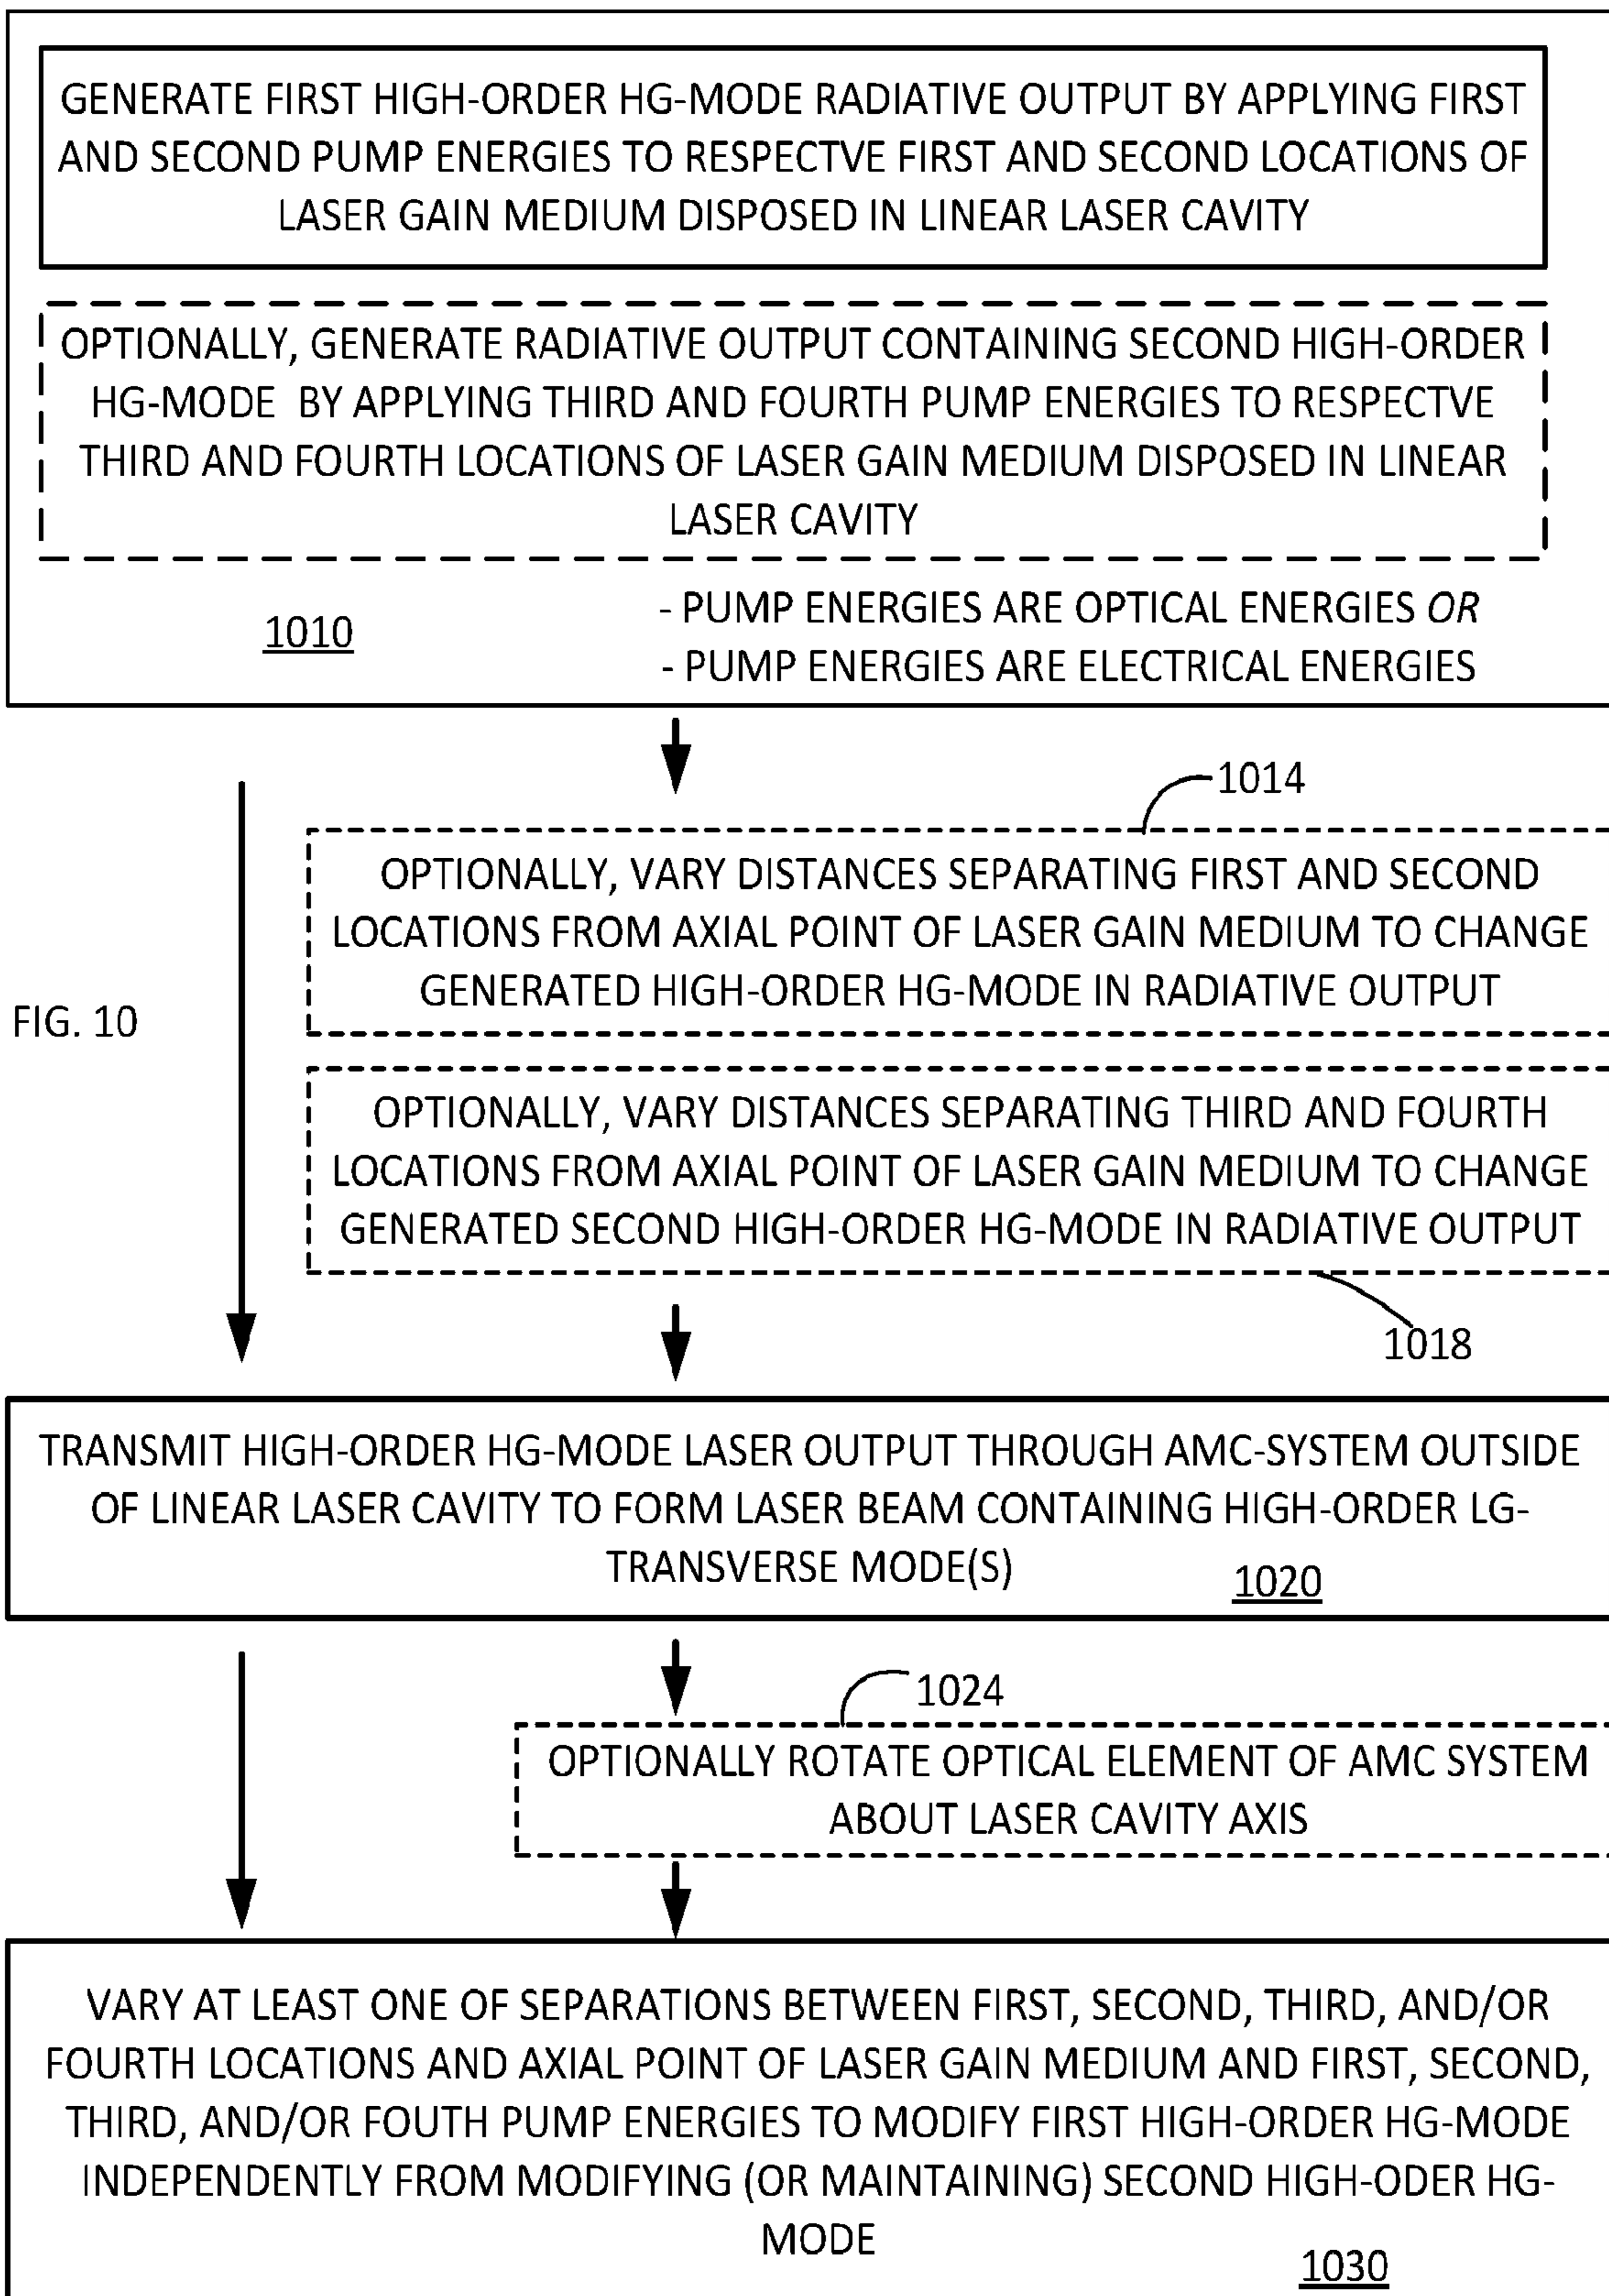 GENERATE FIRST HIGH-ORDER HG-MODE RADIATIVE OUTPUT BY APPLYING FIRST
AND SECOND PUMP ENERGIES TO RESPECTVE FIRST AND SECOND LOCATIONS OF
LASER GAIN MEDIUM DISPOSED IN LINEAR LASER CAVITY
OPTIONALLY, GENERATE RADIATIVE OUTPUT CONTAINING SECOND HIGH-ORDER
HG-MODE BY APPLYING THIRD AND FOURTH PUMP ENERGIES TO RESPECTVE
THIRD AND FOURTH LOCATIONS OF LASER GAIN MEDIUM DISPOSED IN LINEAR
LASER CAVITY
1010
- PUMP ENERGIES ARE OPTICAL ENERGIES OR
- PUMP ENERGIES ARE ELECTRICAL ENERGIES
1014
OPTIONALLY, VARY DISTANCES SEPARATING FIRST AND SECOND
LOCATIONS FROM AXIAL POINT OF LASER GAIN MEDIUM TO CHANGE
GENERATED HIGH-ORDER HG-MODE IN RADIATIVE OUTPUT
FIG. 10
OPTIONALLY, VARY DISTANCES SEPARATING THIRD AND FOURTH
LOCATIONS FROM AXIAL POINT OF LASER GAIN MEDIUM TO CHANGE
GENERATED SECOND HIGH-ORDER HG-MODE IN RADIATIVE OUTPUT
1018
TRANSMIT HIGH-ORDER HG-MODE LASER OUTPUT THROUGH AMC-SYSTEM OUTSIDE
OF LINEAR LASER CAVITY TO FORM LASER BEAM CONTAINING HIGH-ORDER LG-
TRANSVERSE MODE(S)
1020
1024
OPTIONALLY ROTATE OPTICAL ELEMENT OF AMC SYSTEM
ABOUT LASER CAVITY AXIS
VARY AT LEAST ONE OF SEPARATIONS BETWEEN FIRST, SECOND, THIRD, AND/OR
FOURTH LOCATIONS AND AXIAL POINT OF LASER GAIN MEDIUM AND FIRST, SECOND,
THIRD, AND/OR FOUTH PUMP ENERGIES TO MODIFY FIRST HIGH-ORDER HG-MODE
INDEPENDENTLY FROM MODIFYING (OR MAINTAINING) SECOND HIGH-ODER HG-
MODE
1030